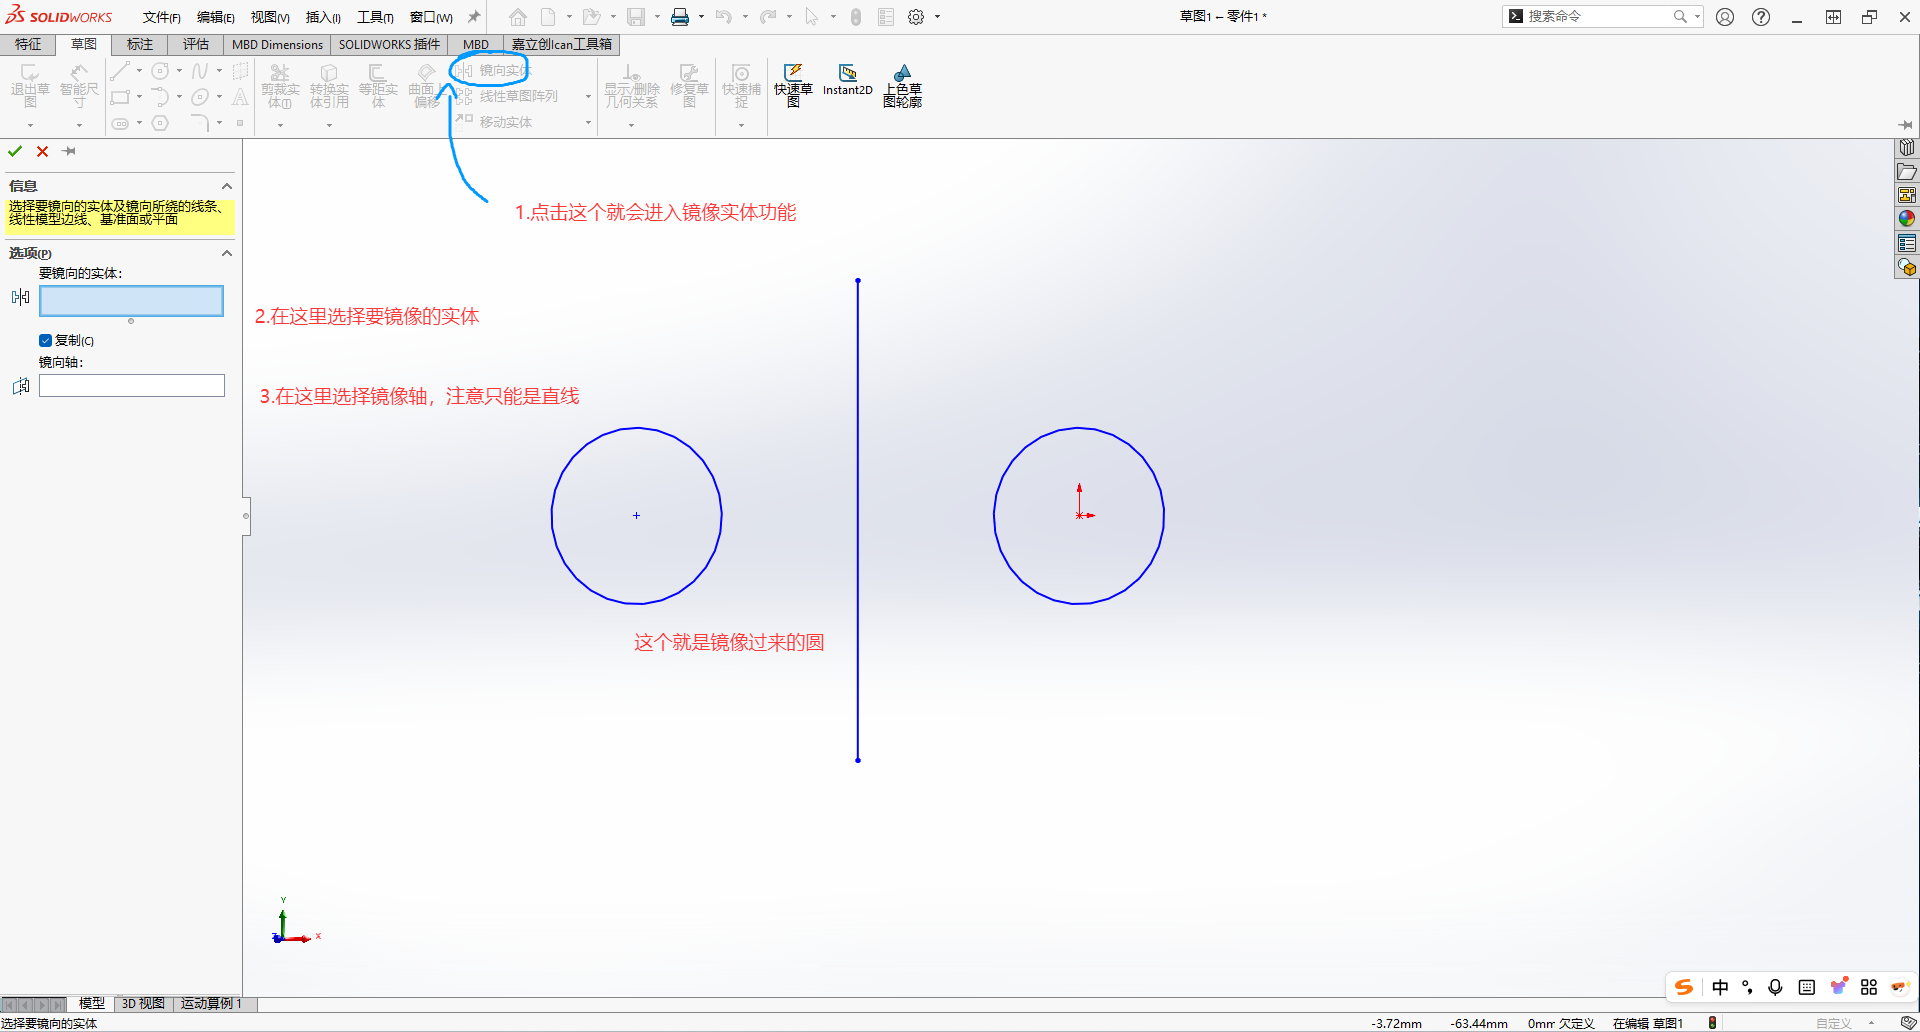 SOLIDWORKS 文件(F) 编辑(E) 视图(V) 插入(I) 工具(T) 窗口(W) 草图1 – 零件1 * 搜索命令
特征 草图 标注 评估 MBD Dimensions SOLIDWORKS 插件 MBD 嘉立创Ican工具箱
退出草图
智能尺寸
剪裁实体(I)
转换实体引用
等距实体
曲面上偏移
镜向实体
线性草图阵列
移动实体
显示/删除几何关系
修复草图
快速捕捉
快速草图
Instant2D
上色草图轮廓
信息
选择要镜向的实体及镜向所绕的线条、
线性模型边线、基准面或平面
选项(P)
要镜向的实体:
复制(C)
镜向轴:
1.点击这个就会进入镜像实体功能
2.在这里选择要镜像的实体
3.在这里选择镜像轴，注意只能是直线
这个就是镜像过来的圆
Y
Z X
中
模型 3D 视图 运动算例 1
选择要镜向的实体 -3.72mm -63.44mm 0mm 欠定义 在编辑 草图1 自定义